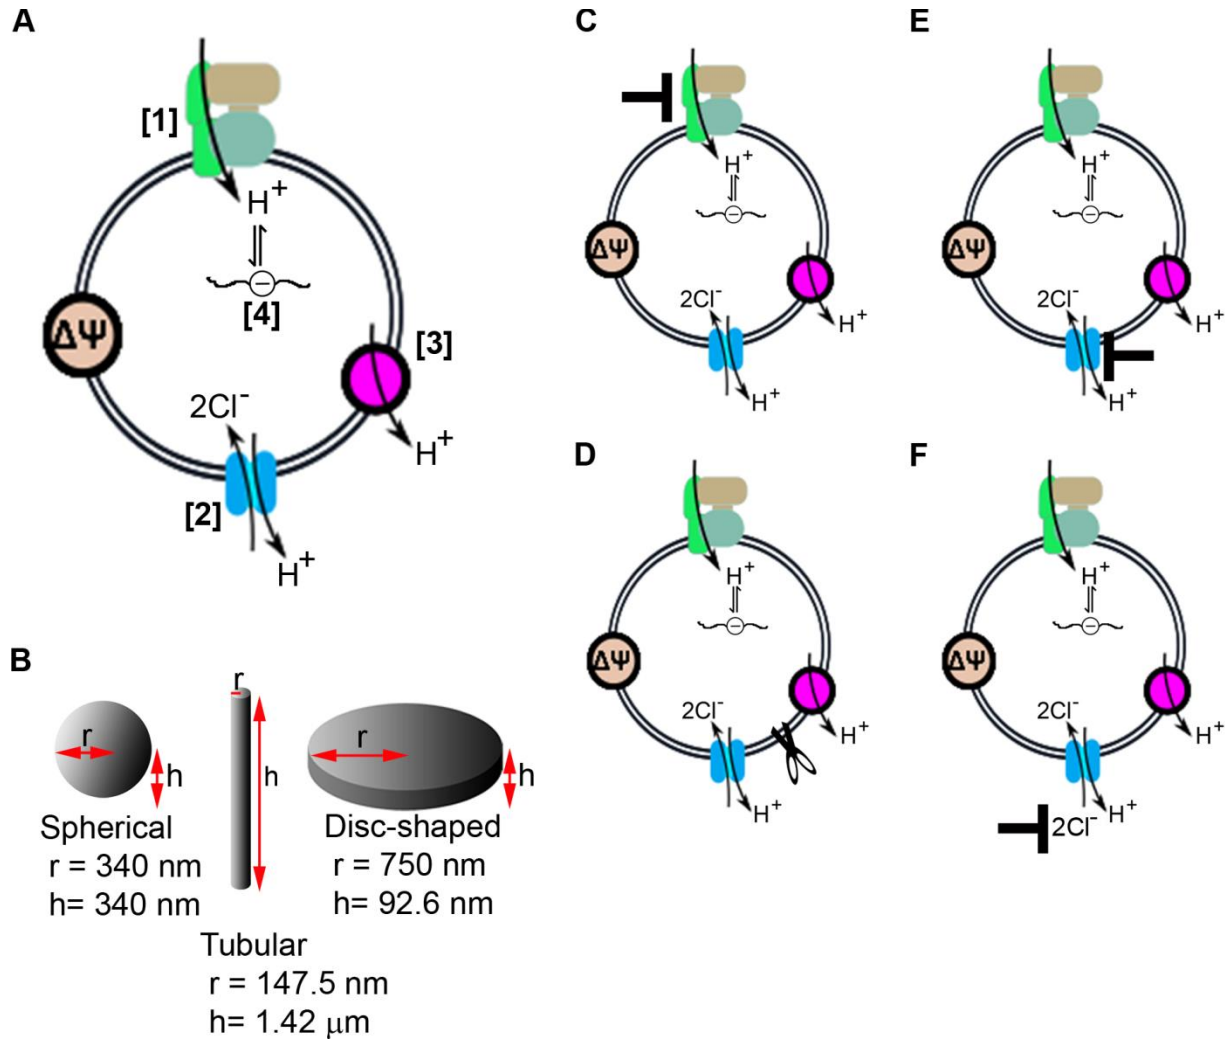 A
[1]
H+
[4]
ΔΨ
[3]
2Cl-
H+
[2]
H+
B
r
h
Spherical
r = 340 nm
h= 340 nm
r
h
Tubular
r = 147.5 nm
h= 1.42 μm
r
h
Disc-shaped
r = 750 nm
h= 92.6 nm
C
H+
ΔΨ
2Cl-
H+
H+
D
H+
ΔΨ
2Cl-
H+
H+
E
H+
ΔΨ
2Cl-
H+
H+
F
H+
ΔΨ
2Cl-
H+
H+
2Cl-